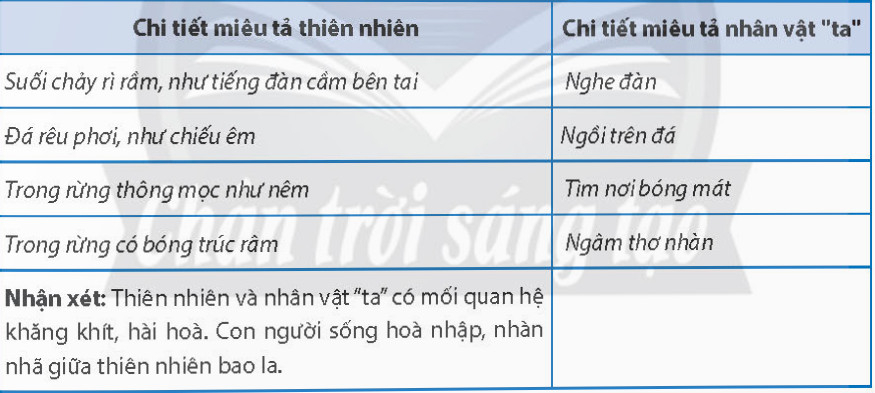 Chi tiết miêu tả thiên nhiên
Chi tiết miêu tả nhân vật "ta"
Suối chảy rì rầm, như tiếng đàn cầm bên tai
Nghe đàn
Đá rêu phơi, như chiếu êm
Ngồi trên đá
Trong rừng thông mọc như nêm
Tìm nơi bóng mát
Trong rừng có bóng trúc râm
Ngâm thơ nhàn
Nhận xét: Thiên nhiên và nhân vật "ta" có mối quan hệ
khăng khít, hài hoà. Con người sống hoà nhập, nhàn
nhã giữa thiên nhiên bao la.
Chân trời sáng tạo